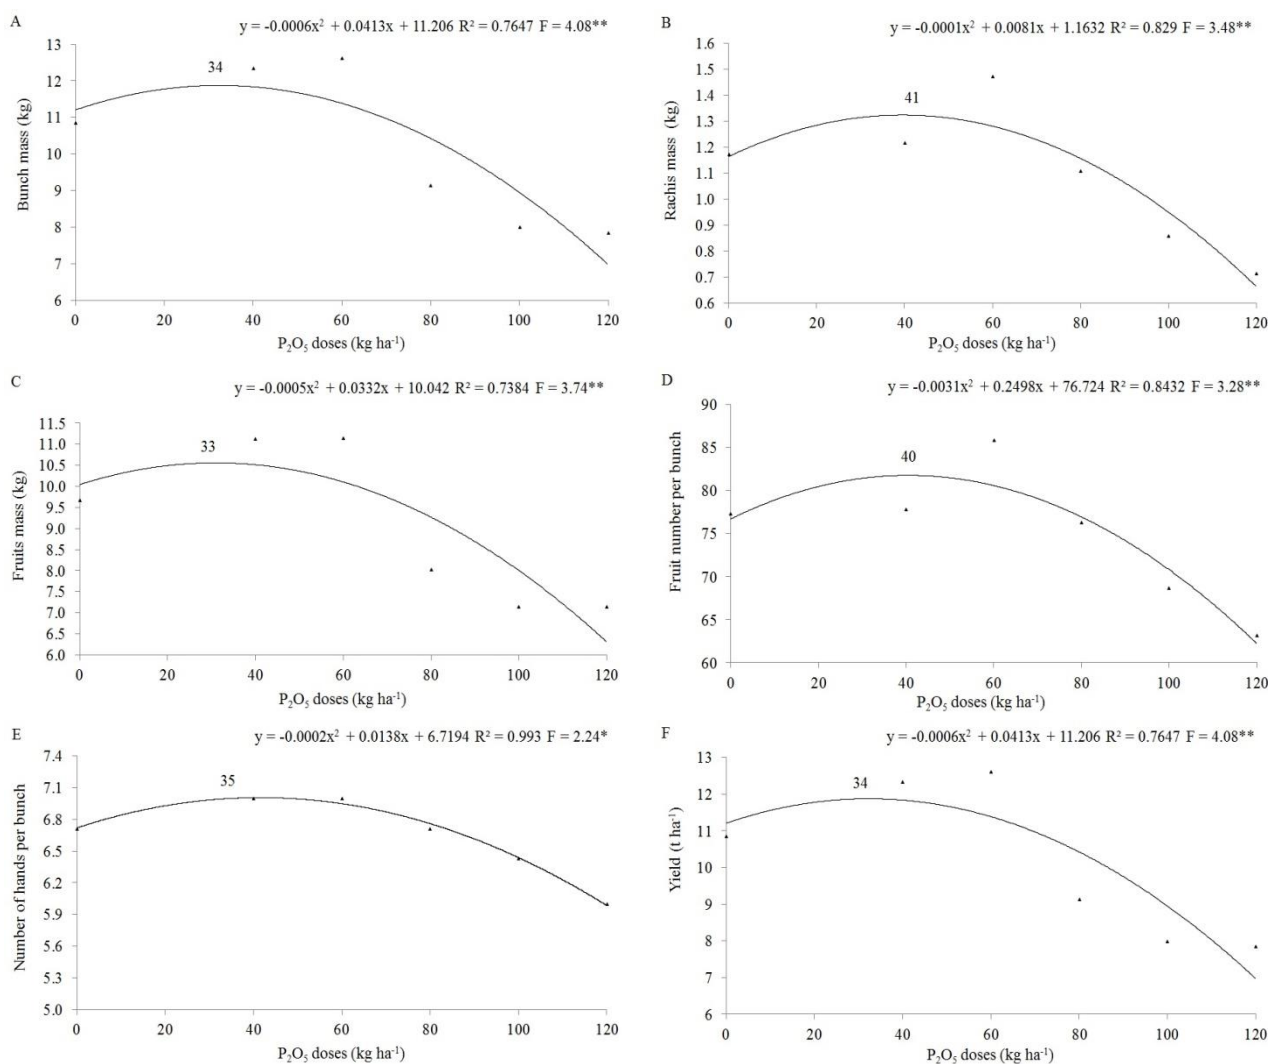 A
y = -0.0006x² + 0.0413x + 11.206 R² = 0.7647 F = 4.08**
13
12
11
10
9
8
7
6
Bunch mass (kg)
34
0 20 40 60 80 100 120
P₂O₅ doses (kg ha⁻¹)
B
y = -0.0001x² + 0.0081x + 1.1632 R² = 0.829 F = 3.48**
1.6
1.5
1.4
1.3
1.2
1.1
1.0
0.9
0.8
0.7
0.6
Rachis mass (kg)
41
0 20 40 60 80 100 120
P₂O₅ doses (kg ha⁻¹)
C
y = -0.0005x² + 0.0332x + 10.042 R² = 0.7384 F = 3.74**
11.5
11.0
10.5
10.0
9.5
9.0
8.5
8.0
7.5
7.0
6.5
6.0
Fruits mass (kg)
33
0 20 40 60 80 100 120
P₂O₅ doses (kg ha⁻¹)
D
y = -0.0031x² + 0.2498x + 76.724 R² = 0.8432 F = 3.28**
90
85
80
75
70
65
60
Fruit number per bunch
40
0 20 40 60 80 100 120
P₂O₅ doses (kg ha⁻¹)
E
y = -0.0002x² + 0.0138x + 6.7194 R² = 0.993 F = 2.24*
7.4
7.1
6.8
6.5
6.2
5.9
5.6
5.3
5.0
Number of hands per bunch
35
0 20 40 60 80 100 120
P₂O₅ doses (kg ha⁻¹)
F
y = -0.0006x² + 0.0413x + 11.206 R² = 0.7647 F = 4.08**
13
12
11
10
9
8
7
6
Yield (t ha⁻¹)
34
0 20 40 60 80 100 120
P₂O₅ doses (kg ha⁻¹)